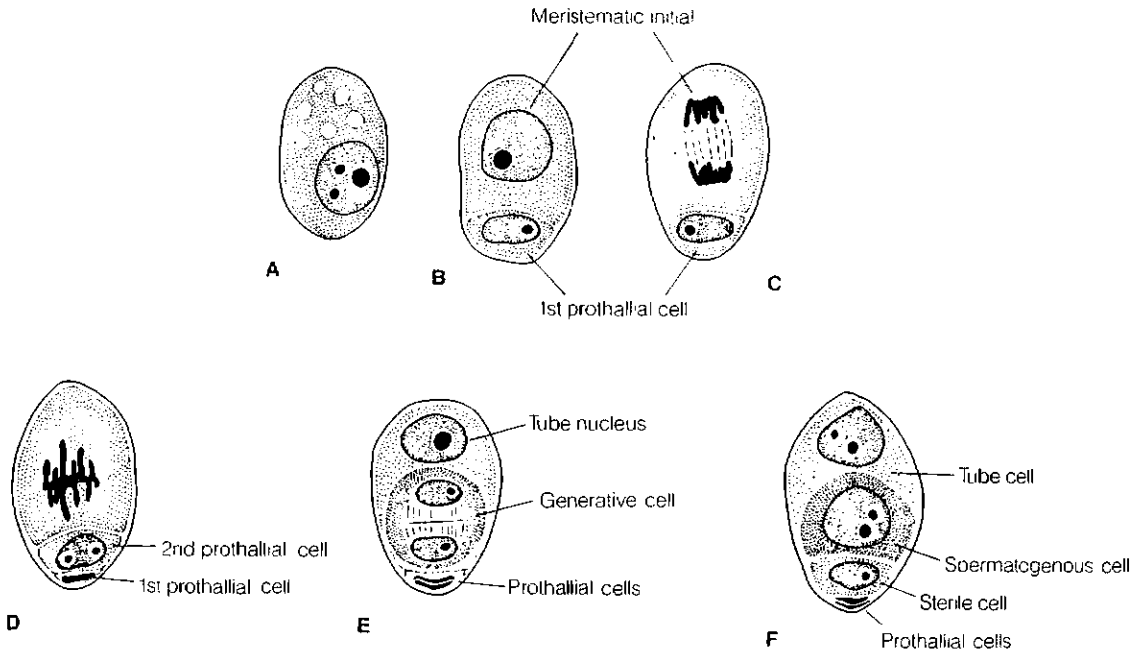 Meristematic initial
A
B
C
1st prothallial cell
Tube nucleus
Generative cell
2nd prothallial cell
1st prothallial cell
Prothallial cells
D
E
Tube cell
Soermatogenous cell
Sterile cell
Prothallial cells
F